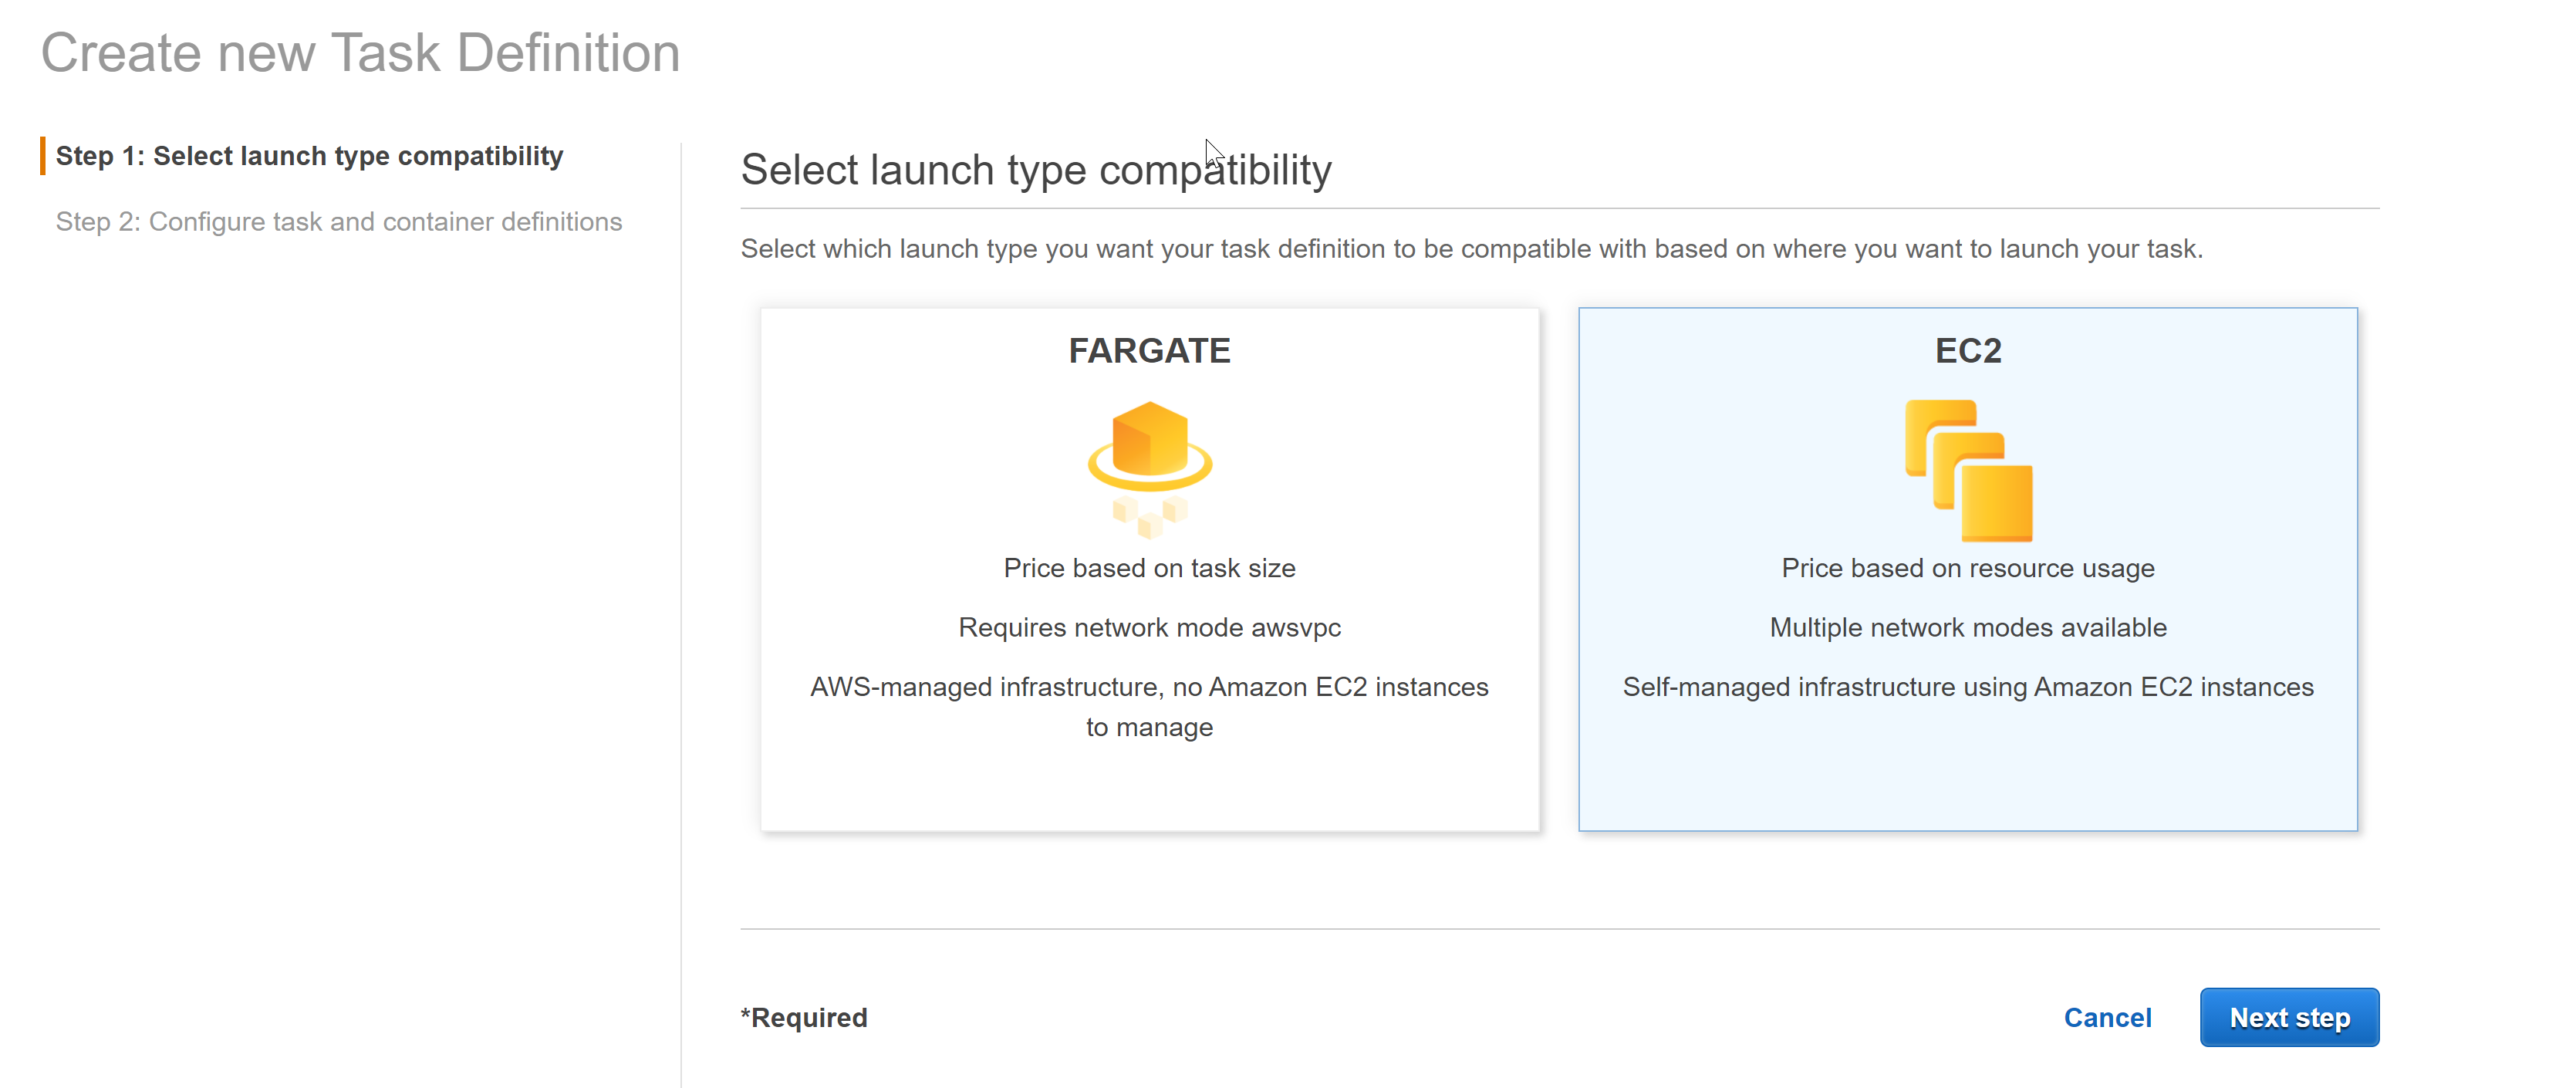 Create new Task Definition
Step 1: Select launch type compatibility
Step 2: Configure task and container definitions
Select launch type compatibility
Select which launch type you want your task definition to be compatible with based on where you want to launch your task.
FARGATE
Price based on task size
Requires network mode awsvpc
AWS-managed infrastructure, no Amazon EC2 instances
to manage
EC2
Price based on resource usage
Multiple network modes available
Self-managed infrastructure using Amazon EC2 instances
*Required
Cancel
Next step